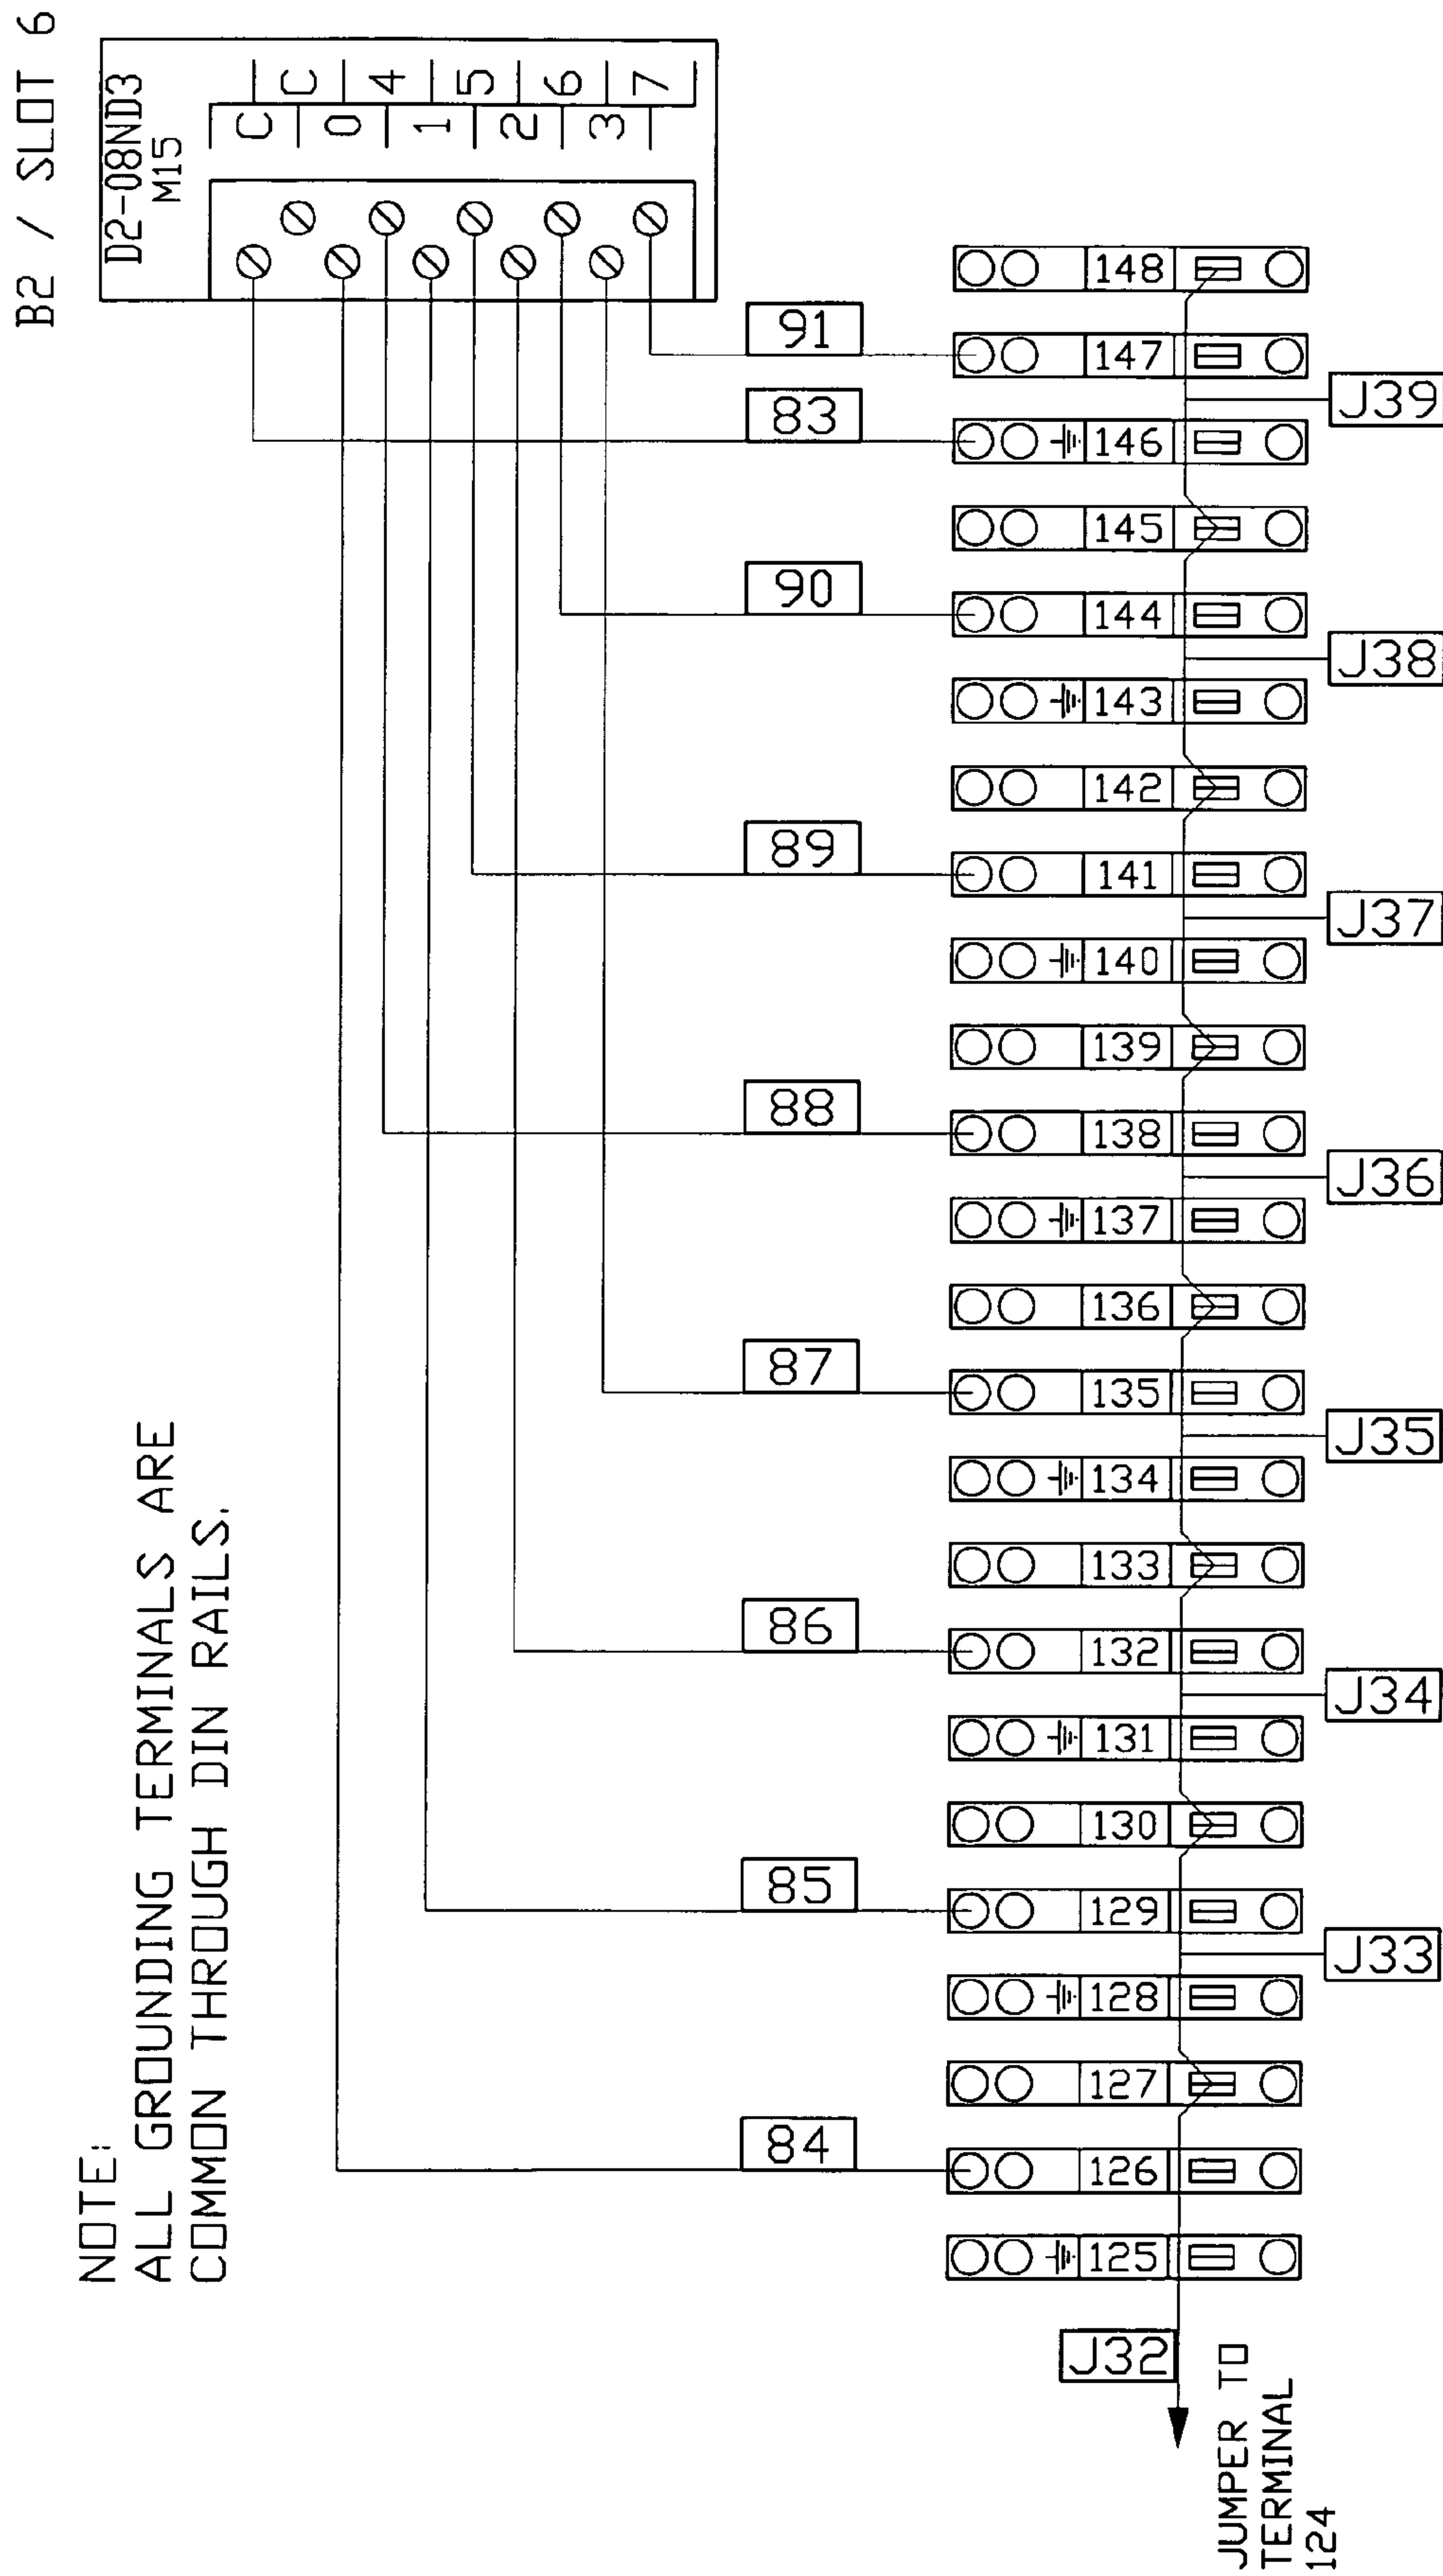 B2 / SLOT 6
D2-08ND3
M15
C
C
0
4
1
5
2
6
3
7
NOTE:
ALL GROUNDING TERMINALS ARE
COMMON THROUGH DIN RAILS.
91
83
90
89
88
87
86
85
84
148
147
146
145
144
143
142
141
140
139
138
137
136
135
134
133
132
131
130
129
128
127
126
125
J39
J38
J37
J36
J35
J34
J33
J32
JUMPER TO
TERMINAL
124